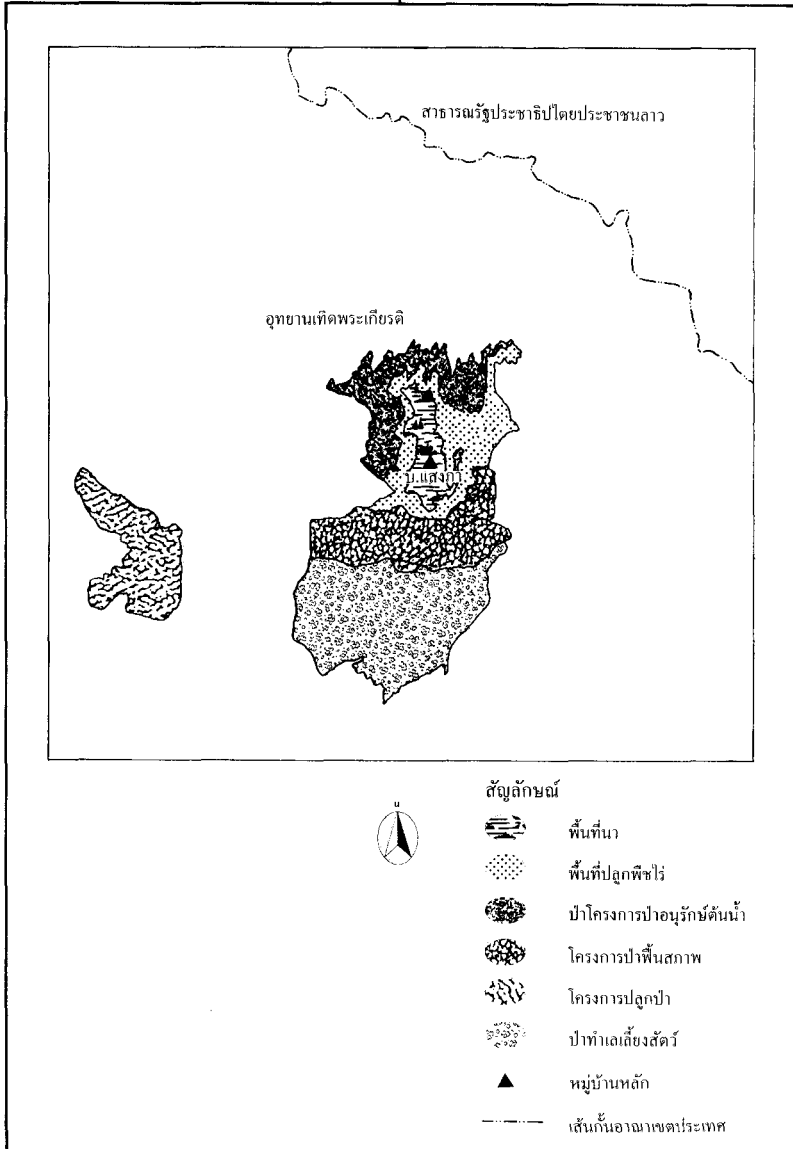 สาธารณรัฐประชาธิปไตยประชาชนลาว
อุทยานเทิดพระเกียรติ
บ.แสงภา
น
สัญลักษณ์
พื้นที่นา
พื้นที่ปลูกพืชไร่
ป่าโครงการป่าอนุรักษ์ต้นน้ำ
โครงการป่าฟื้นสภาพ
โครงการปลูกป่า
ป่าทำเลเลี้ยงสัตว์
หมู่บ้านหลัก
เส้นกั้นอาณาเขตประเทศ